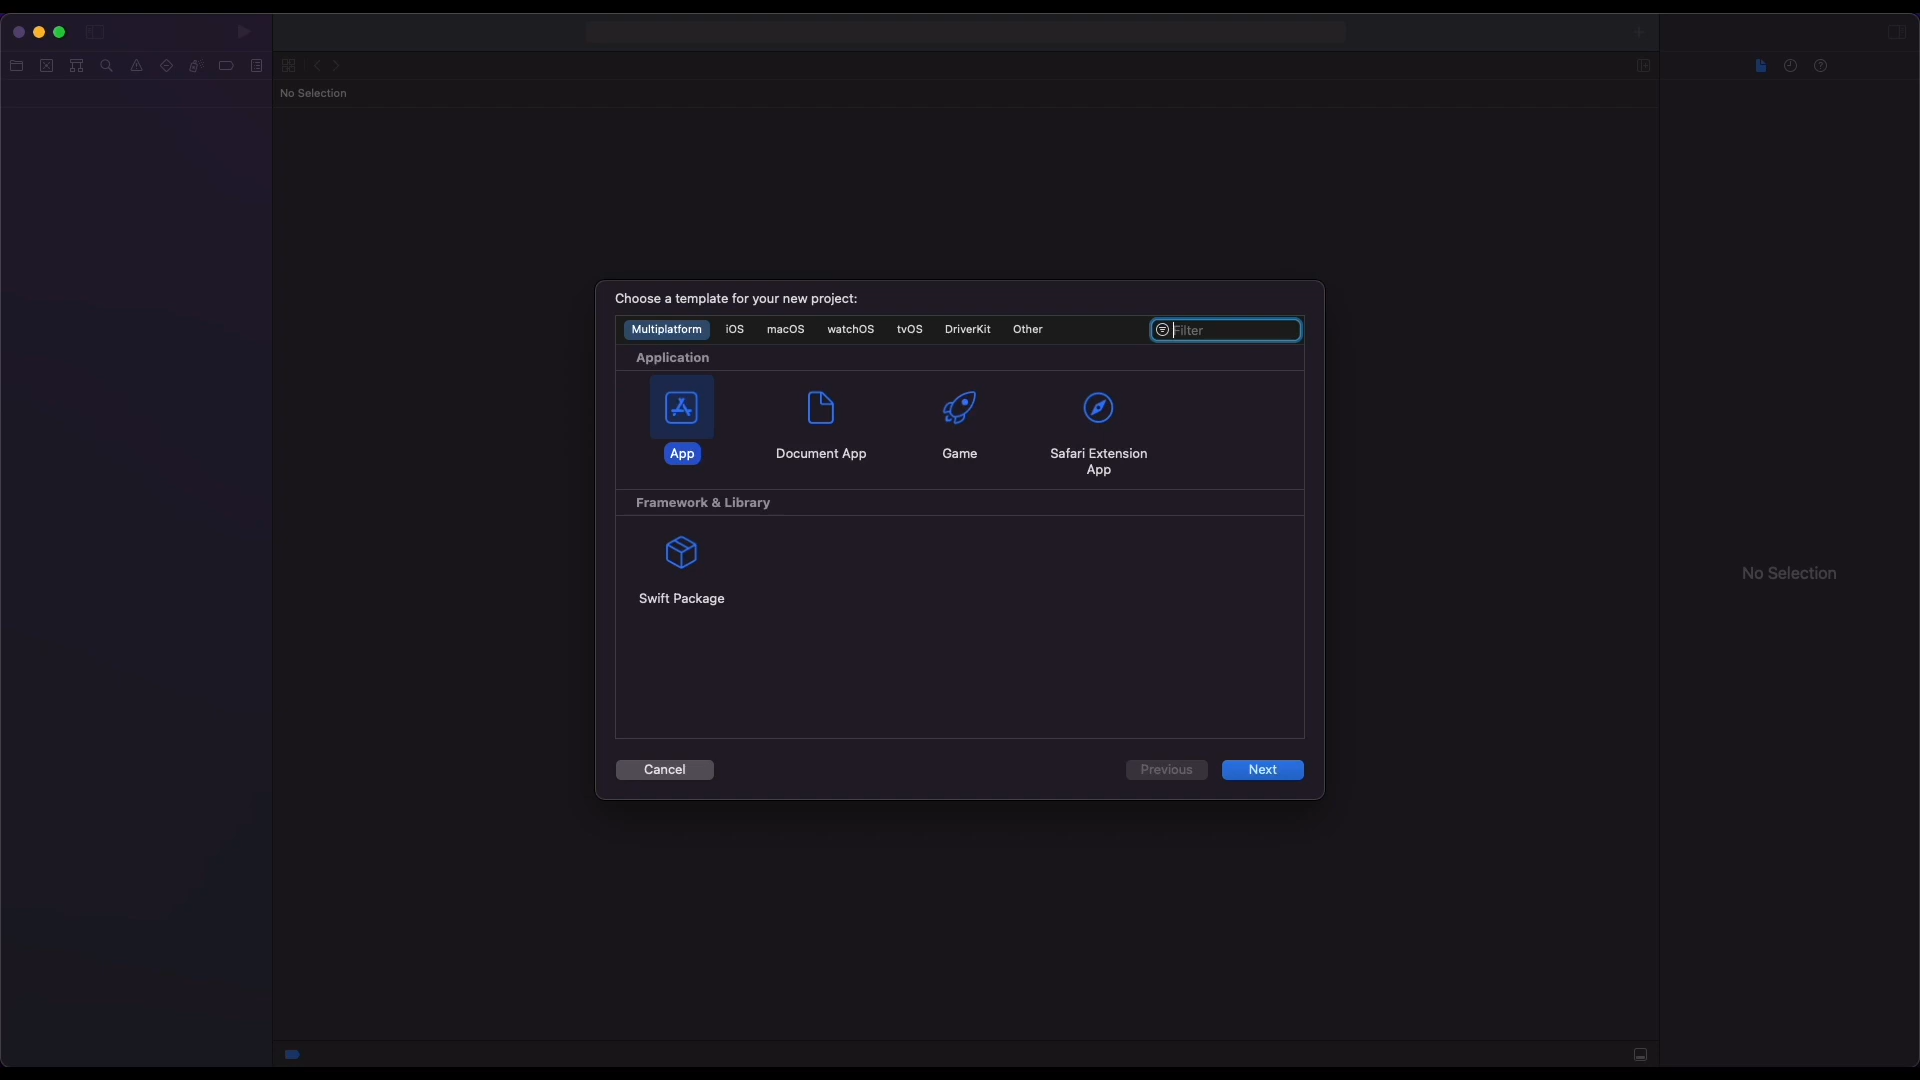 No Selection
Choose a template for your new project:
Multiplatform iOS macOS watchOS tvOS DriverKit Other Filter
Application
App Document App Game Safari Extension App
Framework & Library
Swift Package
No Selection
Cancel Previous Next